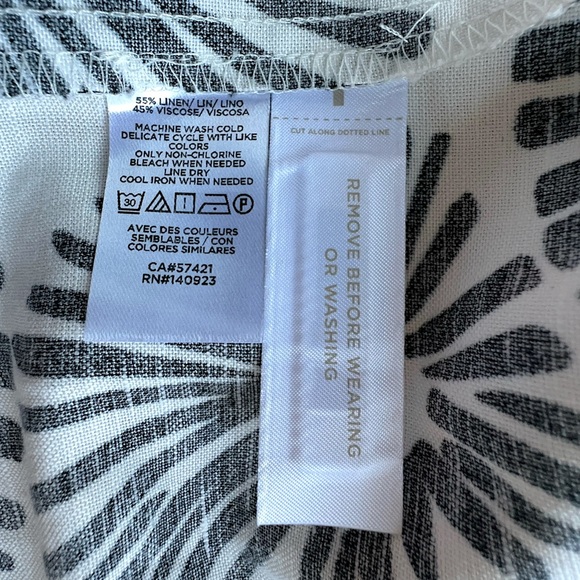 55% LINEN/ LIN/ LINO
45% VISCOSE/ VISCOSA
MACHINE WASH COLD
DELICATE CYCLE WITH LIKE
COLORS
ONLY NON-CHLORINE
BLEACH WHEN NEEDED
LINE DRY
COOL IRON WHEN NEEDED
30 P
AVEC DES COULEURS
SEMBLABLES / CON
COLORES SIMILARES
CA#57421
RN#140923
CUT ALONG DOTTED LINE
REMOVE BEFORE WEARING
OR WASHING